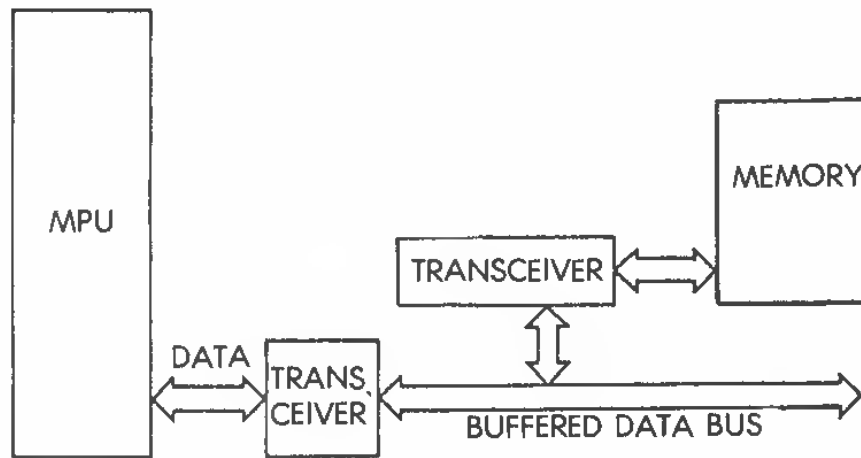 MPU
MEMORY
TRANSCEIVER
DATA
TRANS.
CEIVER
BUFFERED DATA BUS